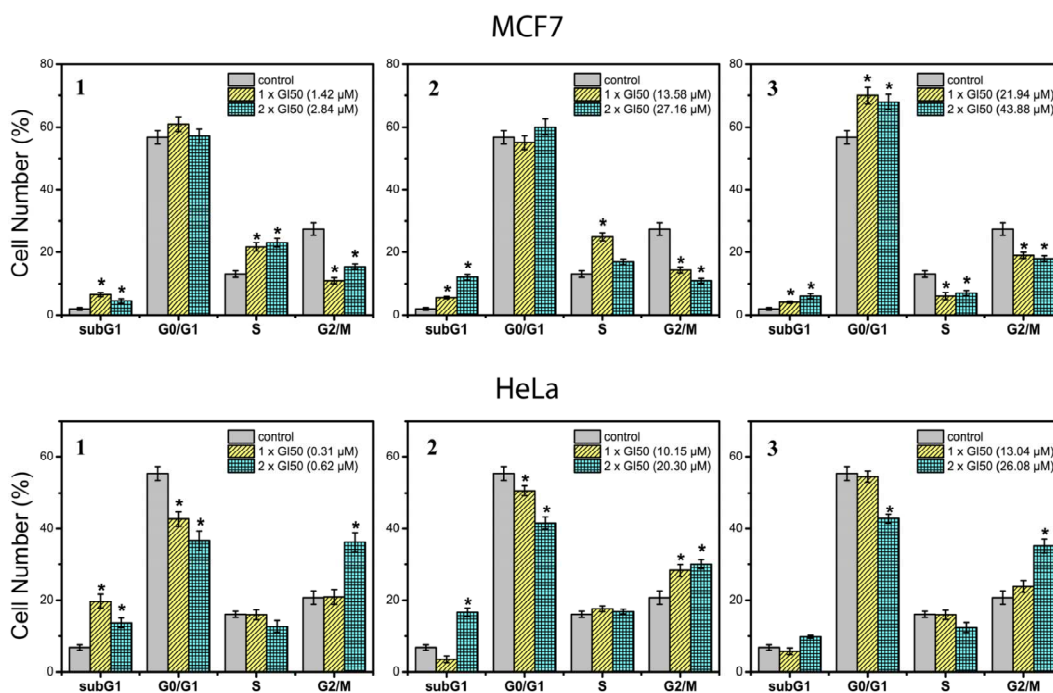 MCF7
Cell Number (%)
80
60
40
20
0
1
control
1 x GI50 (1.42 µM)
2 x GI50 (2.84 µM)
* * * * * *
subG1 G0/G1 S G2/M
80
60
40
20
0
2
control
1 x GI50 (13.58 µM)
2 x GI50 (27.16 µM)
* * * * *
subG1 G0/G1 S G2/M
80
60
40
20
0
3
control
1 x GI50 (21.94 µM)
2 x GI50 (43.88 µM)
* * * * * * * *
subG1 G0/G1 S G2/M
HeLa
Cell Number (%)
60
40
20
0
1
control
1 x GI50 (0.31 µM)
2 x GI50 (0.62 µM)
* * * * *
subG1 G0/G1 S G2/M
60
40
20
0
2
control
1 x GI50 (10.15 µM)
2 x GI50 (20.30 µM)
* * * * *
subG1 G0/G1 S G2/M
60
40
20
0
3
control
1 x GI50 (13.04 µM)
2 x GI50 (26.08 µM)
* *
subG1 G0/G1 S G2/M